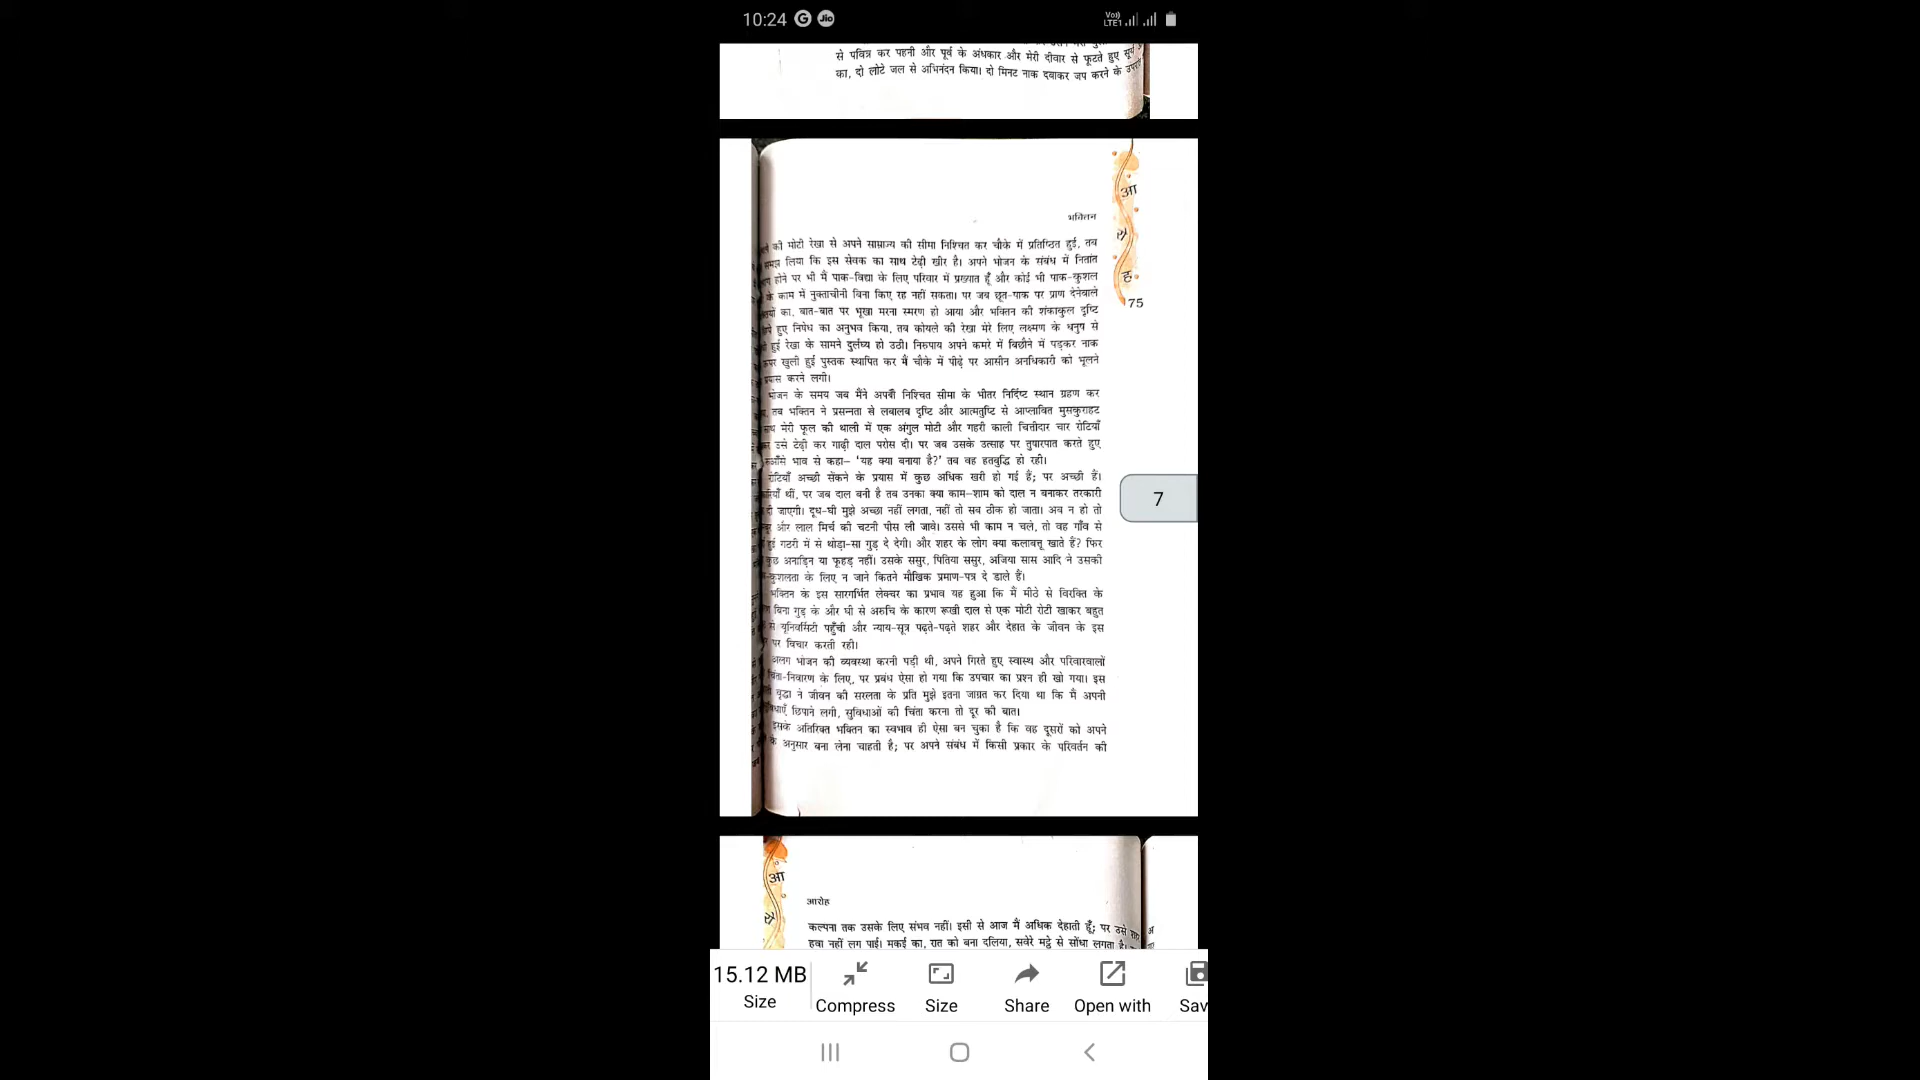 10:24
Vo))
LTE1
से पवित्र कर पहनी और पूर्व के अंधकार और मेरी दीवार से फूटते हुए सूर्य
का, दो लोटे जल से अभिनंदन किया। दो मिनट नाक दबाकर जप करने के उपरांत
आ
रो
ह
75
भक्तिन
की मोटी रेखा से अपने साम्राज्य की सीमा निश्चित कर चौके में प्रतिष्ठित हुई, तब
समझ लिया कि इस सेवक का साथ टेढ़ी खीर है। अपने भोजन के संबंध में नितांत
होने पर भी मैं पाक-विद्या के लिए परिवार में प्रख्यात हूँ और कोई भी पाक-कुशल
के काम में नुक्ताचीनी बिना किए रह नहीं सकता। पर जब छूत-पाक पर प्राण देनेवाले
का, बात-बात पर भूखा मरना स्मरण हो आया और भक्तिन की शंकाकुल दृष्टि
हुए निषेध का अनुभव किया, तब कोयले की रेखा मेरे लिए लक्ष्मण के धनुष से
हुई रेखा के सामने दुर्लंघ्य हो उठी। निरुपाय अपने कमरे में बिछौने में पड़कर नाक
खुली हुई पुस्तक स्थापित कर मैं चौके में पीढ़े पर आसीन अनधिकारी को भूलने
प्रयास करने लगी।
भोजन के समय जब मैंने अपनी निश्चित सीमा के भीतर निर्दिष्ट स्थान ग्रहण कर
तब भक्तिन ने प्रसन्नता से लबालब दृष्टि और आत्मतुष्टि से आप्लावित मुसकुराहट
साथ मेरी फूल की थाली में एक अंगुल मोटी और गहरी काली चित्तीदार चार रोटियाँ
उसे टेढ़ी कर गाढ़ी दाल परोस दी। पर जब उसके उत्साह पर तुषारपात करते हुए
रुआँसे भाव से कहा– ‘यह क्या बनाया है?’ तब वह हतबुद्धि हो रही।
रोटियाँ अच्छी सेंकने के प्रयास में कुछ अधिक खरी हो गई हैं; पर अच्छी हैं।
थीं, पर जब दाल बनी है तब उनका क्या काम–शाम को दाल न बनाकर तरकारी
दी जाएगी। दूध-घी मुझे अच्छा नहीं लगता, नहीं तो सब ठीक हो जाता। अब न हो तो
और लाल मिर्च की चटनी पीस ली जावे। उससे भी काम न चले, तो वह गाँव से
हुई गठरी में से थोड़ा-सा गुड़ दे देगी। और शहर के लोग क्या कलाबत्तू खाते हैं? फिर
कुछ अनाड़िन या फूहड़ नहीं। उसके ससुर, पितिया ससुर, अजिया सास आदि ने उसकी
-कुशलता के लिए न जाने कितने मौखिक प्रमाण-पत्र दे डाले हैं।
भक्तिन के इस सारगर्भित लेक्चर का प्रभाव यह हुआ कि मैं मीठे से विरक्ति के
बिना गुड़ के और घी से अरुचि के कारण रूखी दाल से एक मोटी रोटी खाकर बहुत
से यूनिवर्सिटी पहुँची और न्याय-सूत्र पढ़ते-पढ़ते शहर और देहात के जीवन के इस
पर विचार करती रही।
अलग भोजन की व्यवस्था करनी पड़ी थी, अपने गिरते हुए स्वास्थ और परिवारवालों
चिंता-निवारण के लिए, पर प्रबंध ऐसा हो गया कि उपचार का प्रश्न ही खो गया। इस
वृद्धा ने जीवन की सरलता के प्रति मुझे इतना जाग्रत कर दिया था कि मैं अपनी
छिपाने लगी, सुविधाओं की चिंता करना तो दूर की बात।
इसके अतिरिक्त भक्तिन का स्वभाव ही ऐसा बन चुका है कि वह दूसरों को अपने
के अनुसार बना लेना चाहती है; पर अपने संबंध में किसी प्रकार के परिवर्तन की
7
आ
रो
आरोह
कल्पना तक उसके लिए संभव नहीं। इसी से आज मैं अधिक देहाती हूँ; पर उसे
हवा नहीं लग पाई। मकई का, रात को बना दलिया, सवेरे मट्ठे से सोंधा लगता है।
15.12 MB
Size
Compress
Size
Share
Open with
Sav